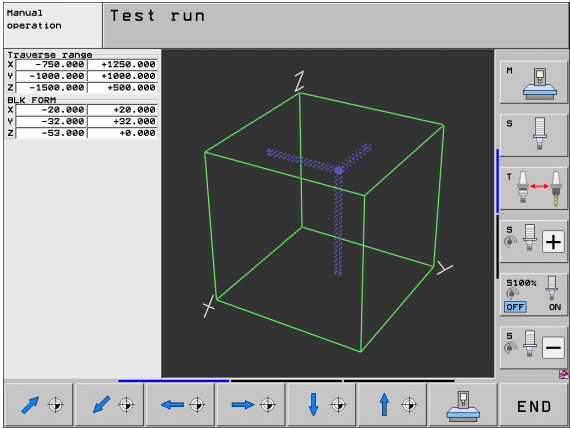 Manual
operation
Test run
Traverse range
X -750.000 +1250.000
Y -1000.000 +1000.000
Z -1500.000 +500.000
BLK FORM
X -20.000 +20.000
Y -32.000 +32.000
Z -53.000 +0.000
Z
Y
X
M
S
T
S +
S100%
OFF ON
S -
END